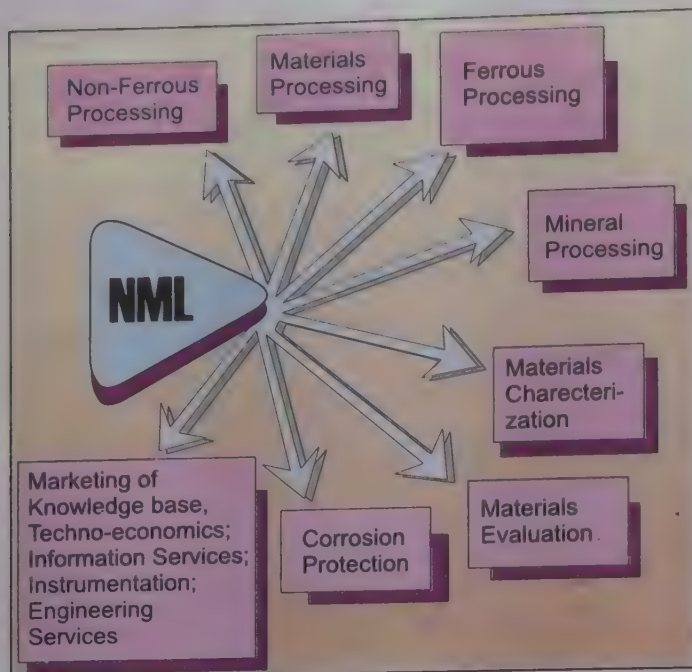 Non-Ferrous
Processing
Materials
Processing
Ferrous
Processing
NML
Mineral
Processing
Materials
Charecteri-
zation
Materials
Evaluation
Corrosion
Protection
Marketing of
Knowledge base,
Techno-economics;
Information Services;
Instrumentation;
Engineering
Services